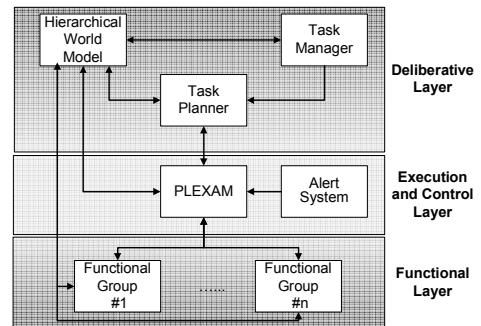 Hierarchical
World
Model
Task
Manager
Deliberative
Layer
Task
Planner
PLEXAM
Alert
System
Execution
and Control
Layer
Functional
Group
#1
......
Functional
Group
#n
Functional
Layer